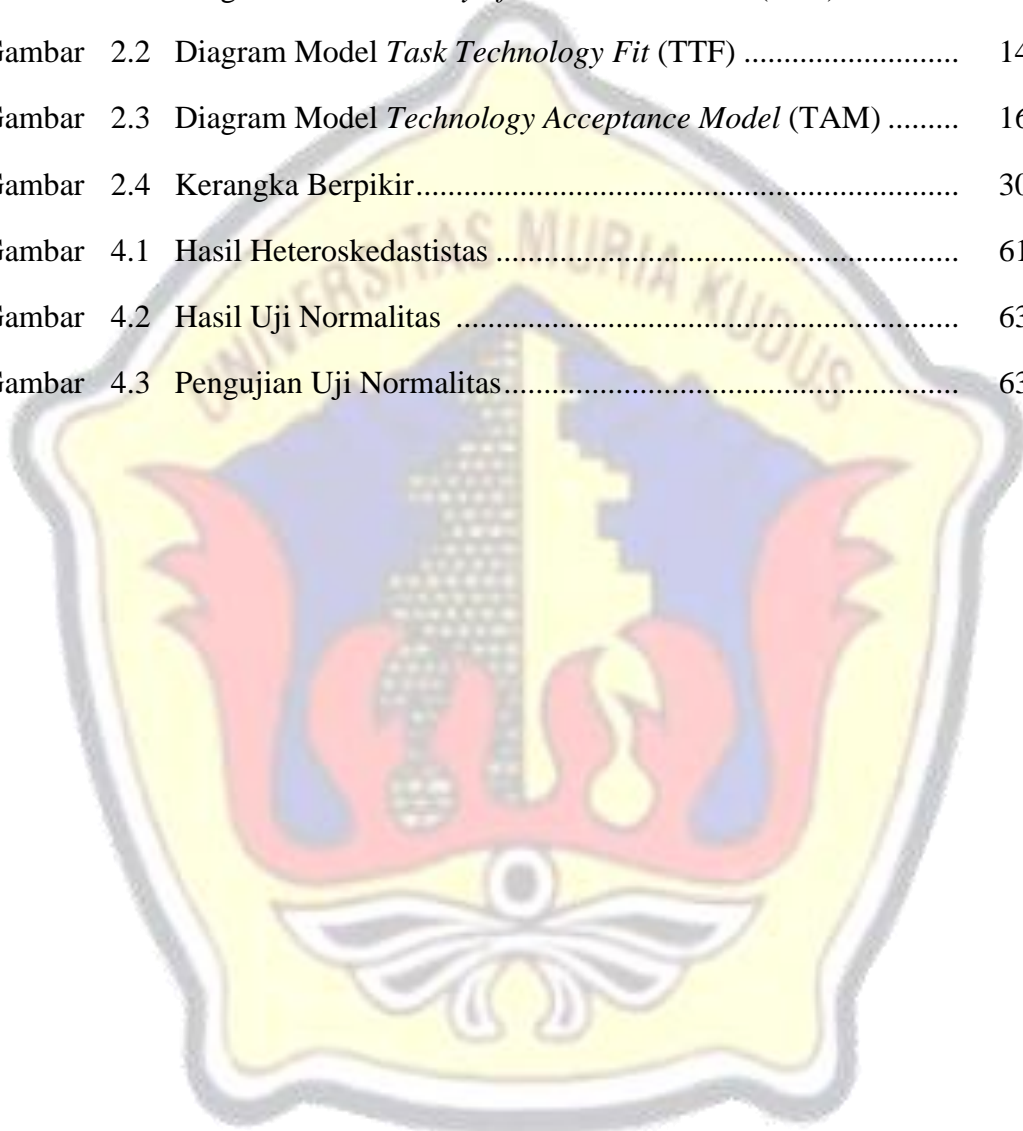 Gambar 2.2 Diagram Model Task Technology Fit (TTF) ......................... 14
Gambar 2.3 Diagram Model Technology Acceptance Model (TAM) ......... 16
Gambar 2.4 Kerangka Berpikir................................................................. 30
Gambar 4.1 Hasil Heteroskedastistas ....................................................... 61
Gambar 4.2 Hasil Uji Normalitas ............................................................ 63
Gambar 4.3 Pengujian Uji Normalitas...................................................... 63
UNIVERSITAS MURIA KUDUS